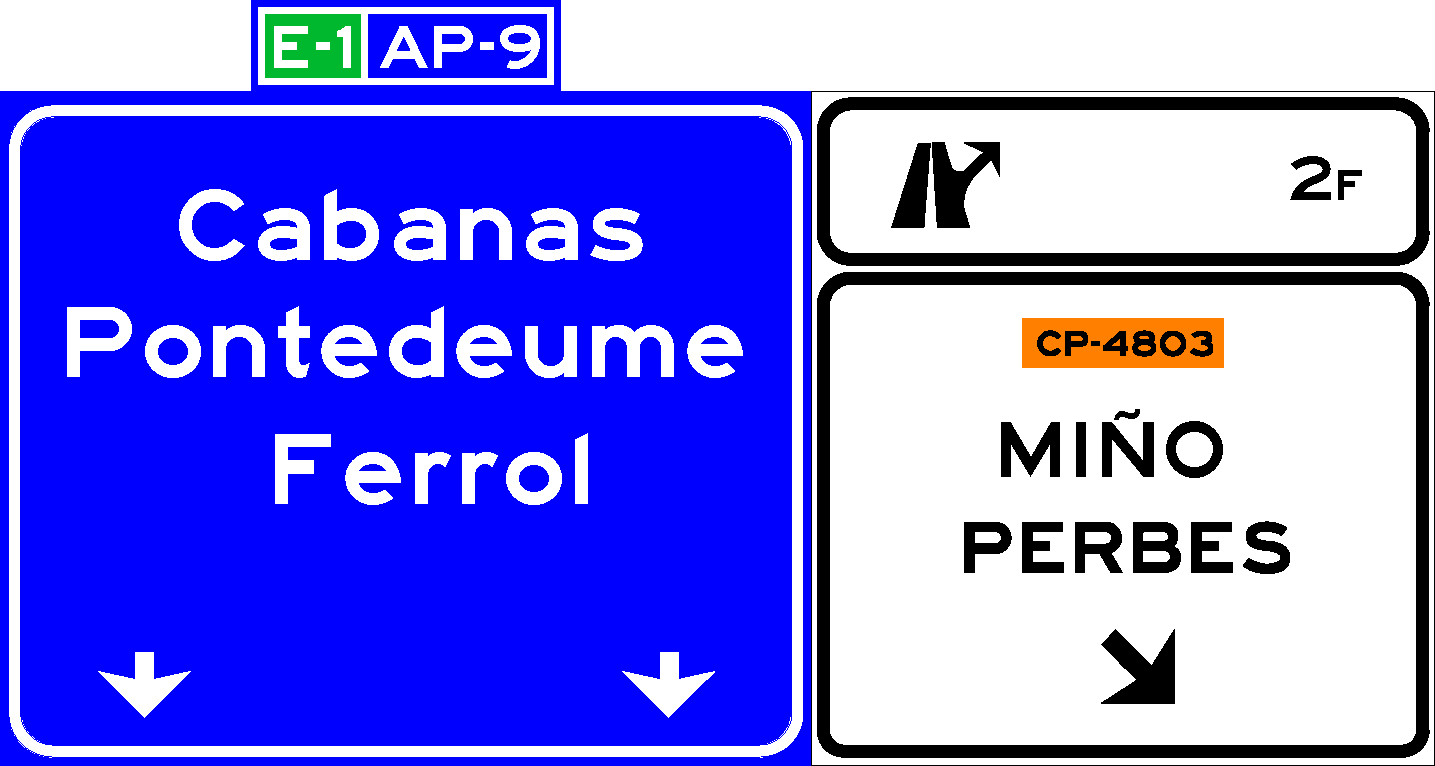 E-1 AP-9
Cabanas
Pontedeume
Ferrol
2F
CP-4803
MIÑO
PERBES